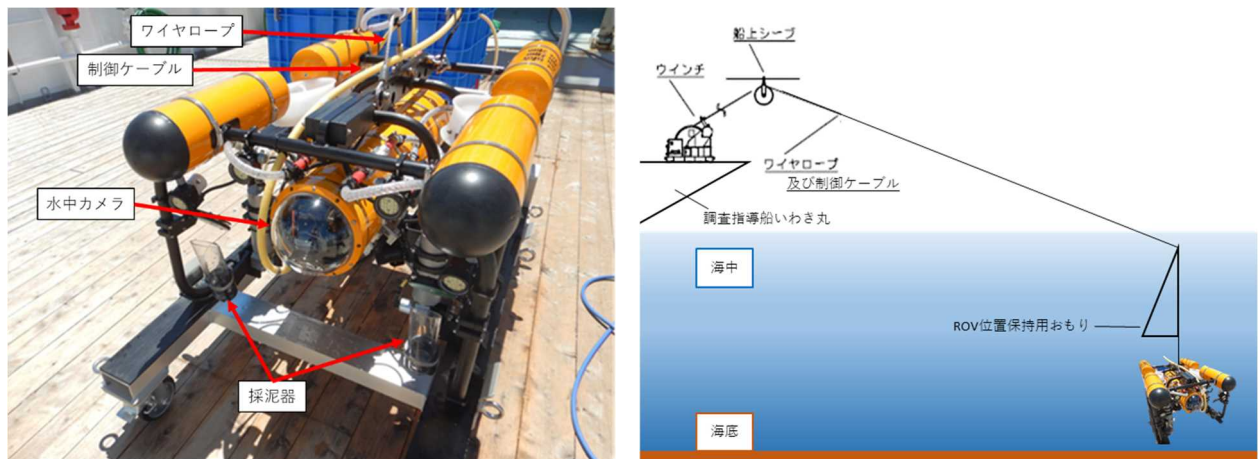 ワイヤロープ
制御ケーブル
水中カメラ
採泥器
船上シーブ
ウインチ
ワイヤロープ
及び制御ケーブル
調査指導船いわき丸
海中
ROV位置保持用おもり
海底